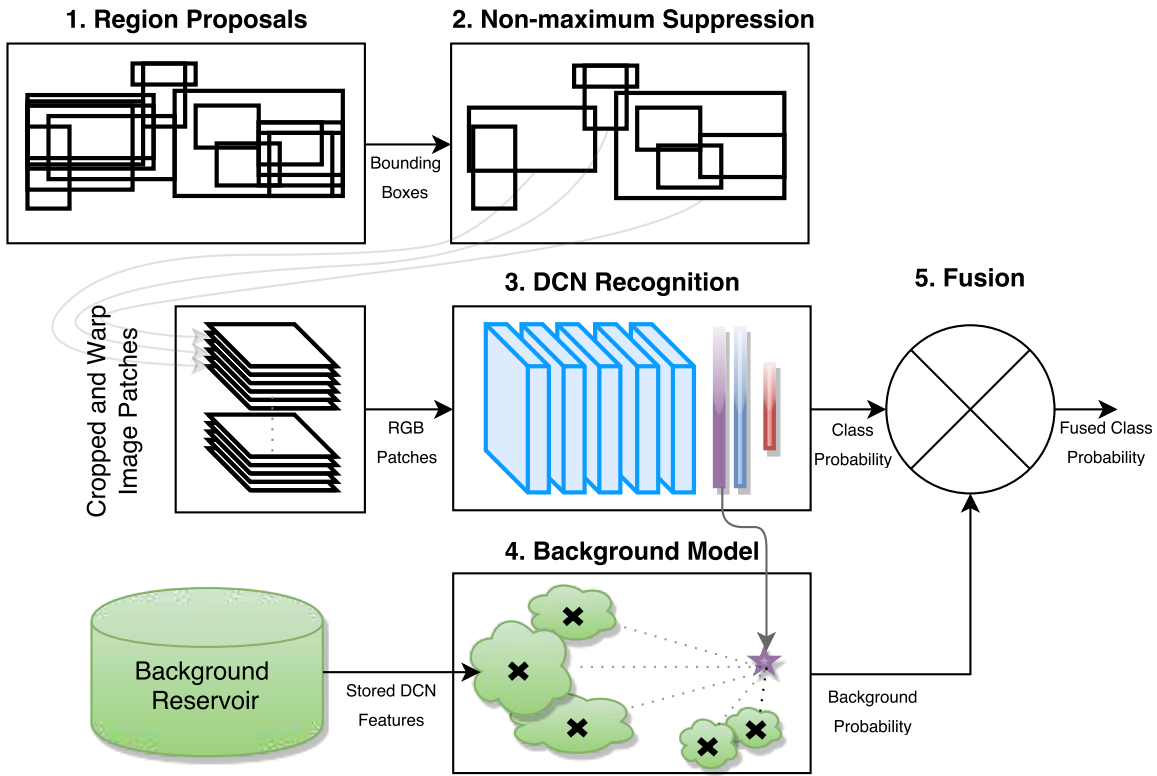 1. Region Proposals
2. Non-maximum Suppression
Bounding
Boxes
3. DCN Recognition
5. Fusion
Cropped and Warp
Image Patches
RGB
Patches
Class
Probability
Fused Class
Probability
4. Background Model
Background
Reservoir
Stored DCN
Features
Background
Probability